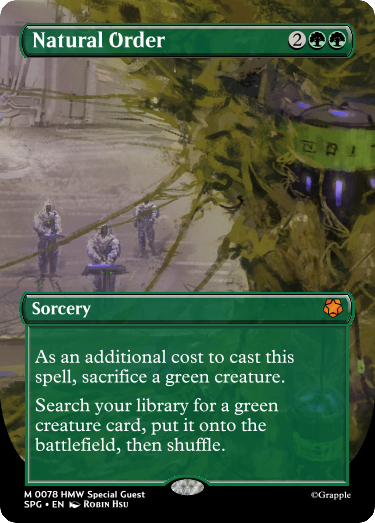 Natural Order 2
Sorcery
As an additional cost to cast this
spell, sacrifice a green creature.
Search your library for a green
creature card, put it onto the
battlefield, then shuffle.
M 0078 HMW Special Guest
SPG • EN Robin Hsu
©Grapple